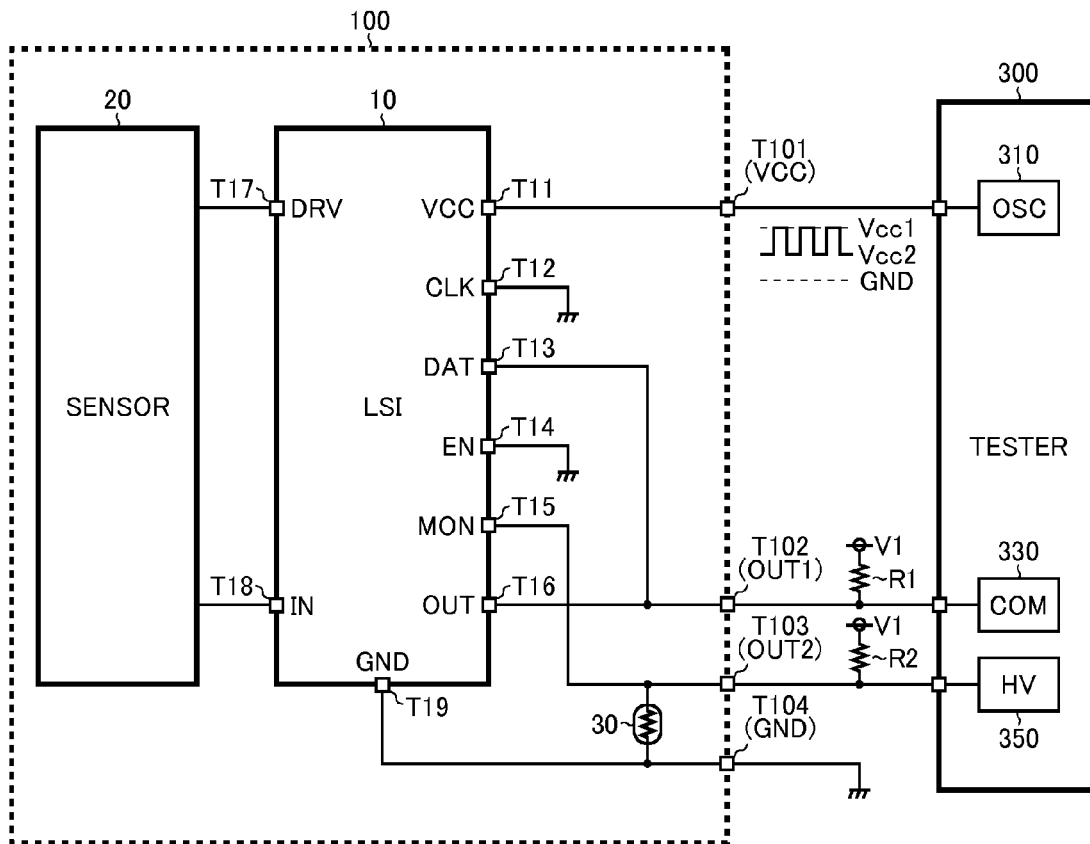 100
20
10
300
T17
DRV
VCC
T11
T101
(VCC)
310
OSC
Vcc1
Vcc2
GND
CLK
T12
DAT
T13
SENSOR
LSI
EN
T14
TESTER
MON
T15
T18
IN
OUT
T16
T102
(OUT1)
V1
~R1
330
COM
GND
T19
T103
(OUT2)
V1
~R2
HV
350
30
T104
(GND)